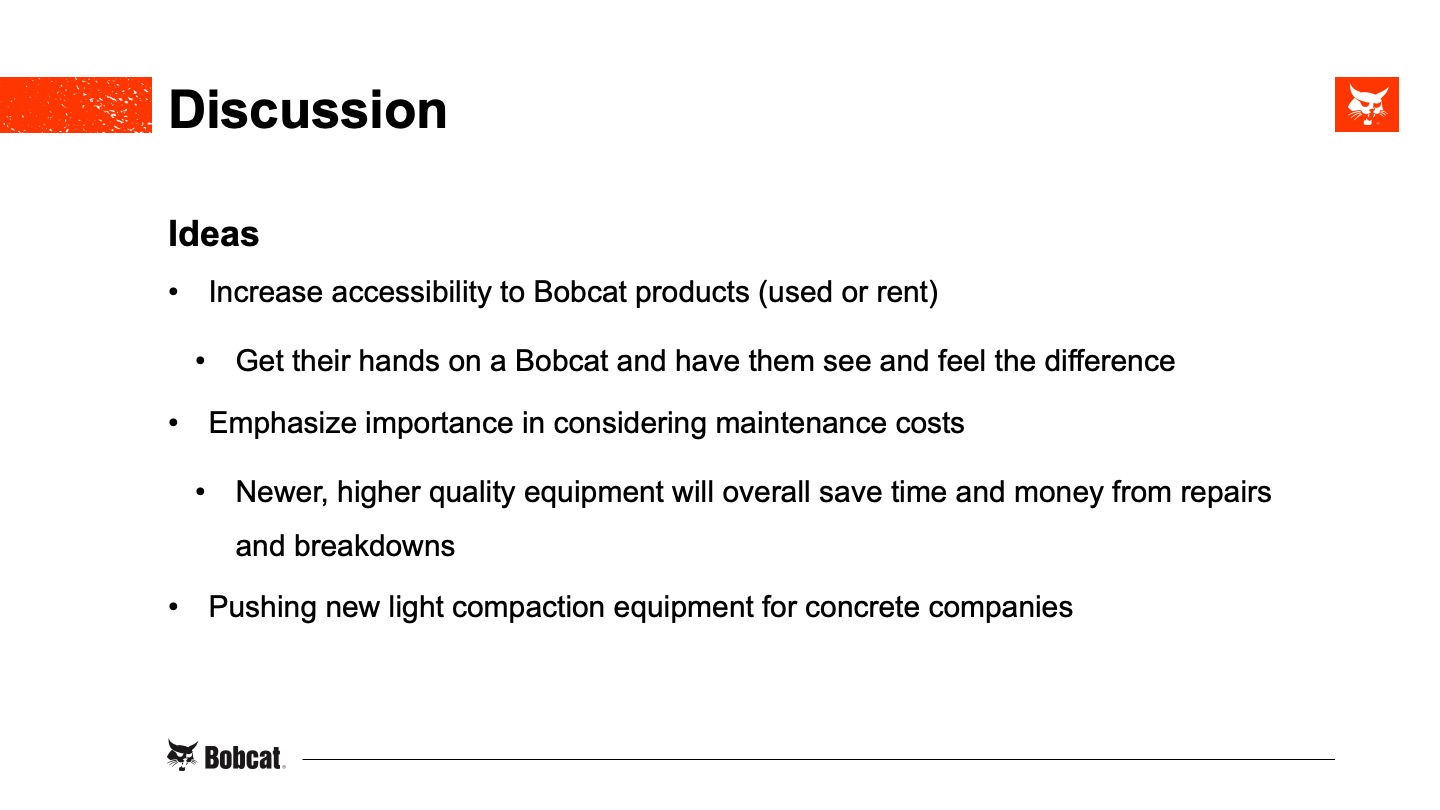 Discussion
Ideas
• Increase accessibility to Bobcat products (used or rent)
• Get their hands on a Bobcat and have them see and feel the difference
• Emphasize importance in considering maintenance costs
• Newer, higher quality equipment will overall save time and money from repairs
and breakdowns
• Pushing new light compaction equipment for concrete companies
Bobcat®